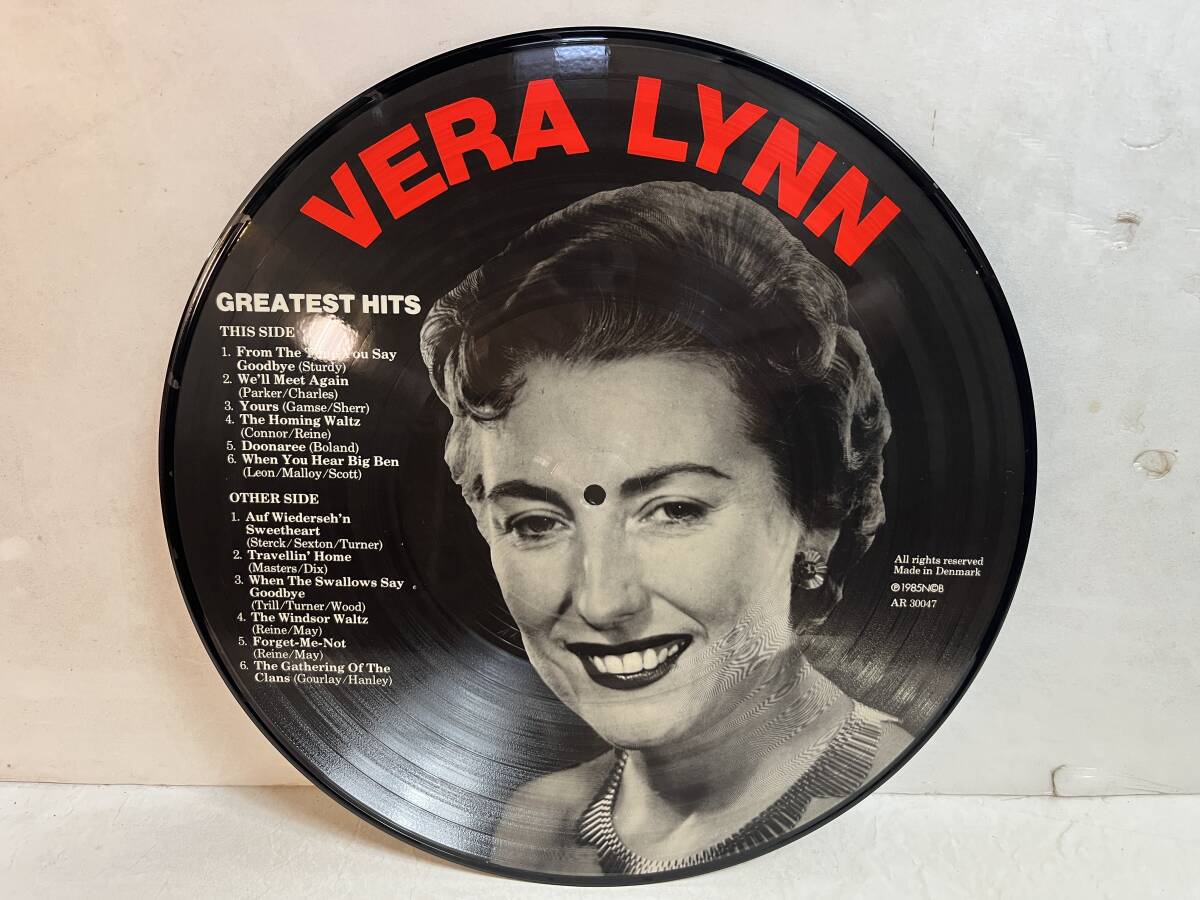 VERA LYNN
GREATEST HITS
THIS SIDE
1. From The Time You Say
Goodbye (Sturdy)
2. We'll Meet Again
(Parker/Charles)
3. Yours (Gamse/Sherr)
4. The Homing Waltz
(Connor/Reine)
5. Doonaree (Boland)
6. When You Hear Big Ben
(Leon/Malloy/Scott)
OTHER SIDE
1. Auf Wiederseh'n
Sweetheart
(Sterck/Sexton/Turner)
2. Travellin' Home
(Masters/Dix)
3. When The Swallows Say
Goodbye
(Trill/Turner/Wood)
4. The Windsor Waltz
(Reine/May)
5. Forget-Me-Not
(Reine/May)
6. The Gathering Of The
Clans (Gourlay/Hanley)
All rights reserved
Made in Denmark
℗ 1985N©B
AR 30047